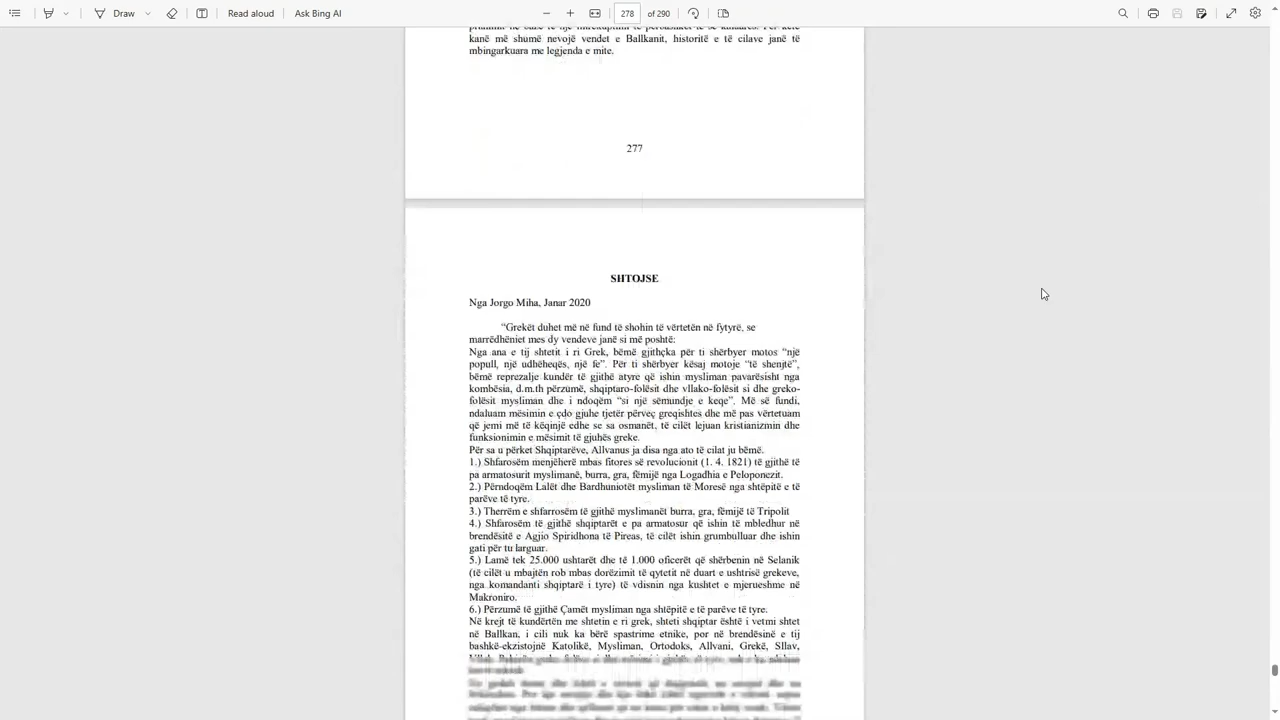 Draw
Read aloud
Ask Bing AI
278 of 290
kanë më shumë nevojë vendet e Ballkanit, historitë e të cilave janë të
mbingarkuara me legjenda e mite.
277
SHTOJSE
Nga Jorgo Miha, Janar 2020
“Grekët duhet më në fund të shohin të vërtetën në fytyrë, se
marrëdhëniet mes dy vendeve janë si më poshtë:
Nga ana e tij shtetit i ri Grek, bëmë gjithçka për ti shërbyer motos “një
popull, një udhëheqës, një fe”. Për ti shërbyer kësaj motoje “të shenjtë”,
bëmë reprezalje kundër të gjithë atyre që ishin mysliman pavarësisht nga
kombësia, d.m.th përzumë, shqiptaro-folësit dhe vllako-folësit si dhe greko-
folësit mysliman dhe i ndoqëm “si një sëmundje e keqe”. Më së fundi,
ndaluam mësimin e çdo gjuhe tjetër përveç greqishtes dhe më pas vërtetuam
që jemi më të këqinjë edhe se sa osmanët, të cilët lejuan kristianizmin dhe
funksionimin e mësimit të gjuhës greke.
Për sa u përket Shqiptarëve, Allvanus ja disa nga ato të cilat ju bëmë.
1.) Shfarosëm menjëherë mbas fitores së revolucionit (1. 4. 1821) të gjithë të
pa armatosurit myslimanë, burra, gra, fëmijë nga Logadhia e Peloponezit.
2.) Përndoqëm Lalët dhe Bardhuniotët mysliman të Moresë nga shtëpitë e të
parëve të tyre.
3.) Therrëm e shfarrosëm të gjithë myslimanët burra, gra, fëmijë të Tripolit
4.) Shfarosëm të gjithë shqiptarët e pa armatosur që ishin të mbledhur në
brendësitë e Agjio Spiridhona të Pireas, të cilët ishin grumbulluar dhe ishin
gati për tu larguar.
5.) Lamë tek 25.000 ushtarët dhe të 1.000 oficerët që shërbenin në Selanik
(të cilët u mbajtën rob mbas dorëzimit të qytetit në duart e ushtrisë grekeve,
nga komandanti shqiptarë i tyre) të vdisnin nga kushtet e mjerueshme në
Makroniro.
6.) Përzumë të gjithë Çamët mysliman nga shtëpitë e të parëve të tyre.
Në krejt të kundërtën me shtetin e ri grek, shteti shqiptar është i vetmi shtet
në Ballkan, i cili nuk ka bërë spastrime etnike, por në brendësinë e tij
bashkë-ekzistojnë Katolikë, Mysliman, Ortodoks, Allvani, Grekë, Sllav,